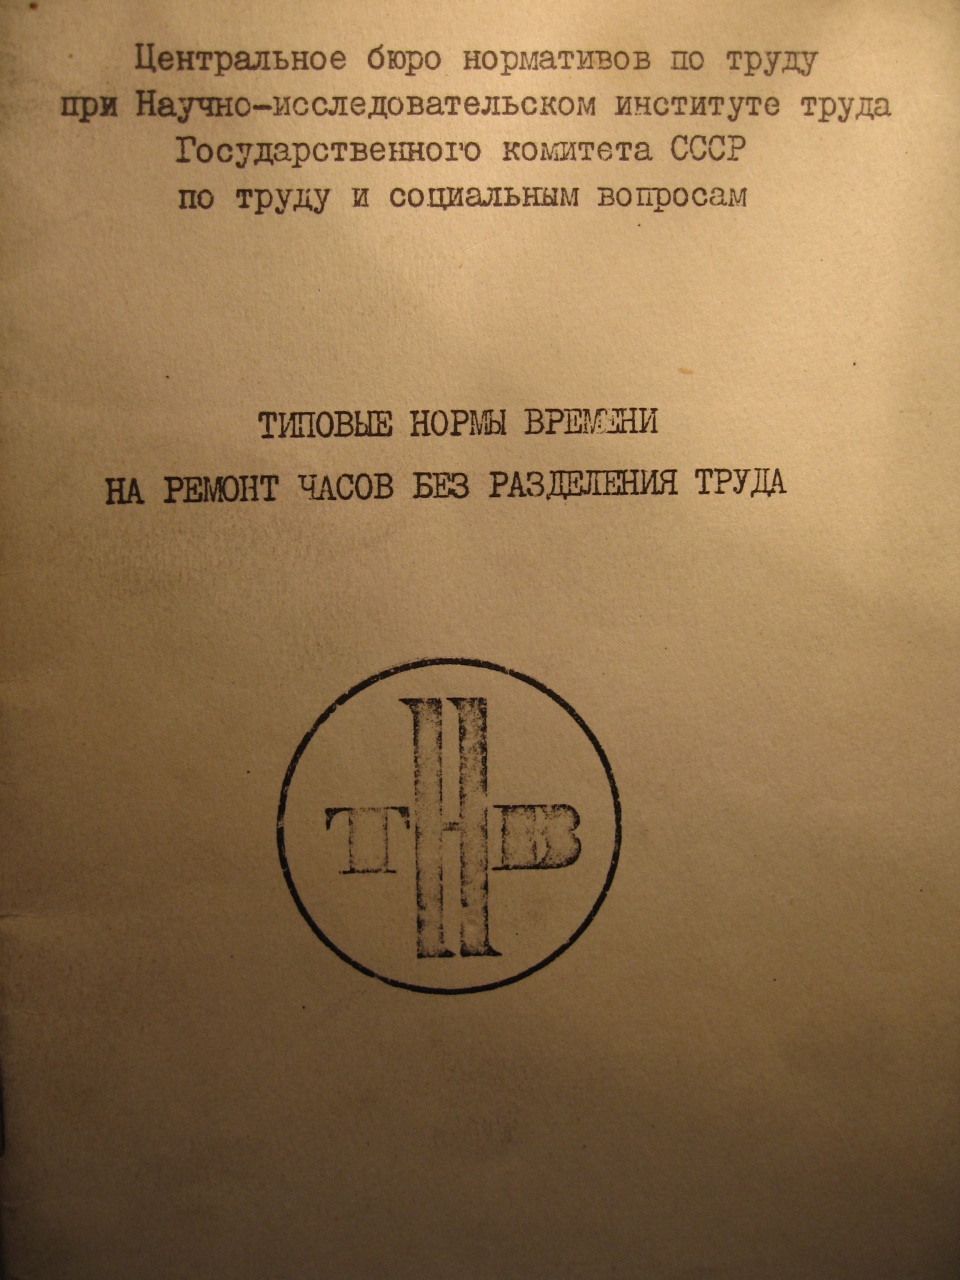 Центральное бюро нормативов по труду
при Научно-исследовательском институте труда
Государственного комитета СССР
по труду и социальным вопросам
ТИПОВЫЕ НОРМЫ ВРЕМЕНИ
НА РЕМОНТ ЧАСОВ БЕЗ РАЗДЕЛЕНИЯ ТРУДА
ТНВ